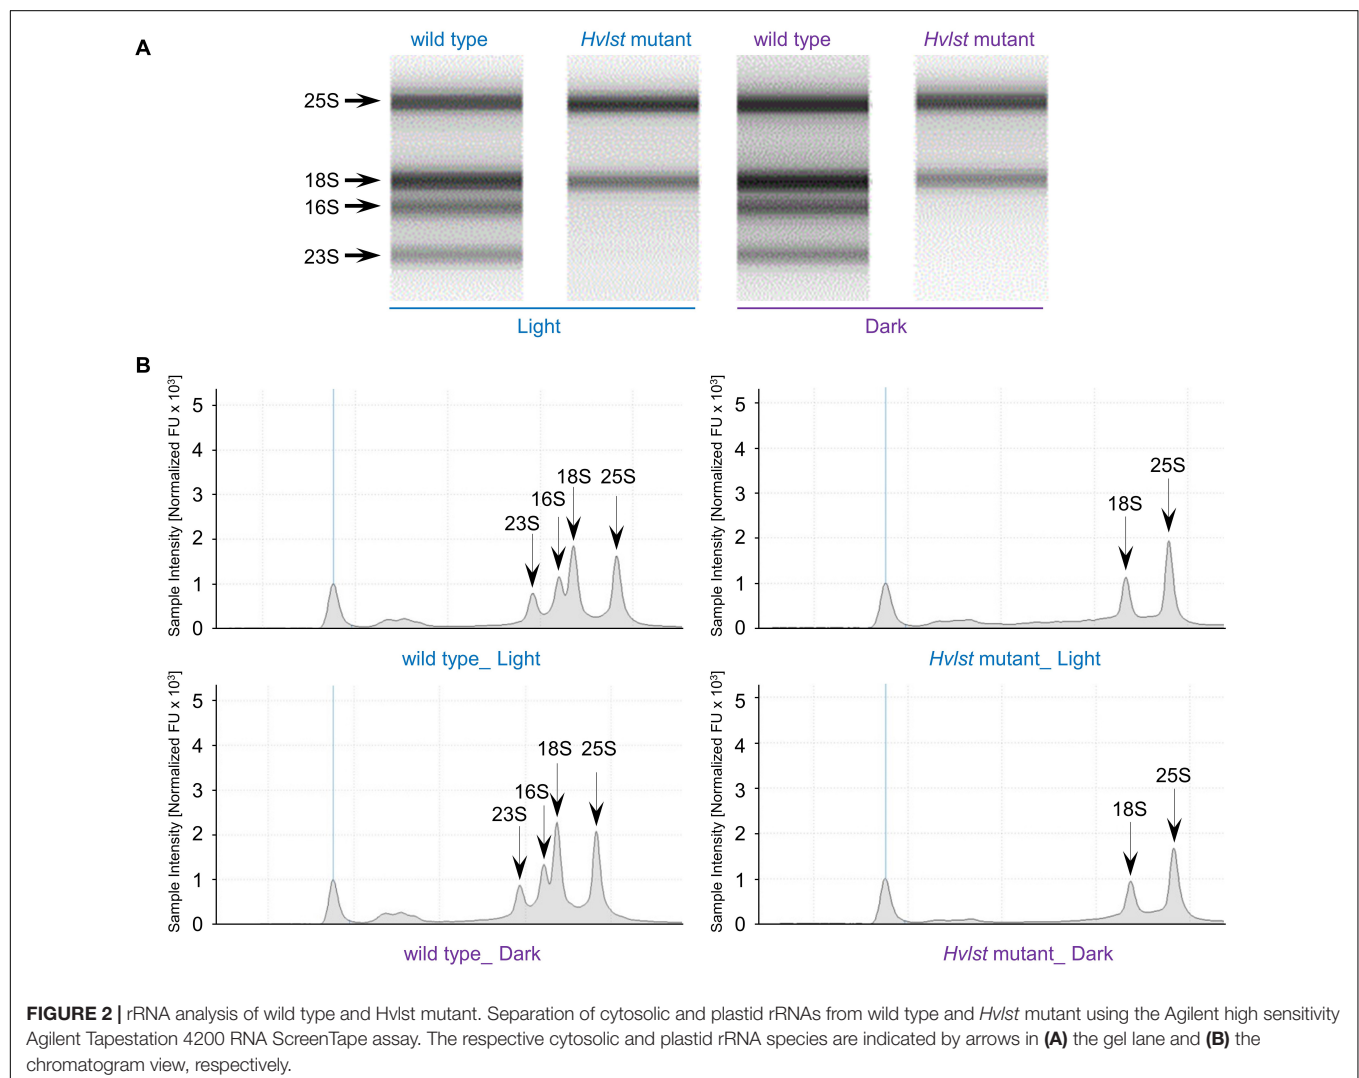 A
wild type
Hvlst mutant
wild type
Hvlst mutant
25S
18S
16S
23S
Light
Dark
B
Sample Intensity [Normalized FU x 10³]
5
4
3
2
1
0
23S
16S
18S
25S
wild type_ Light
Sample Intensity [Normalized FU x 10³]
5
4
3
2
1
0
18S
25S
Hvlst mutant_ Light
Sample Intensity [Normalized FU x 10³]
5
4
3
2
1
0
23S
16S
18S
25S
wild type_ Dark
Sample Intensity [Normalized FU x 10³]
5
4
3
2
1
0
18S
25S
Hvlst mutant_ Dark
FIGURE 2 | rRNA analysis of wild type and Hvlst mutant. Separation of cytosolic and plastid rRNAs from wild type and Hvlst mutant using the Agilent high sensitivity
Agilent Tapestation 4200 RNA ScreenTape assay. The respective cytosolic and plastid rRNA species are indicated by arrows in (A) the gel lane and (B) the
chromatogram view, respectively.